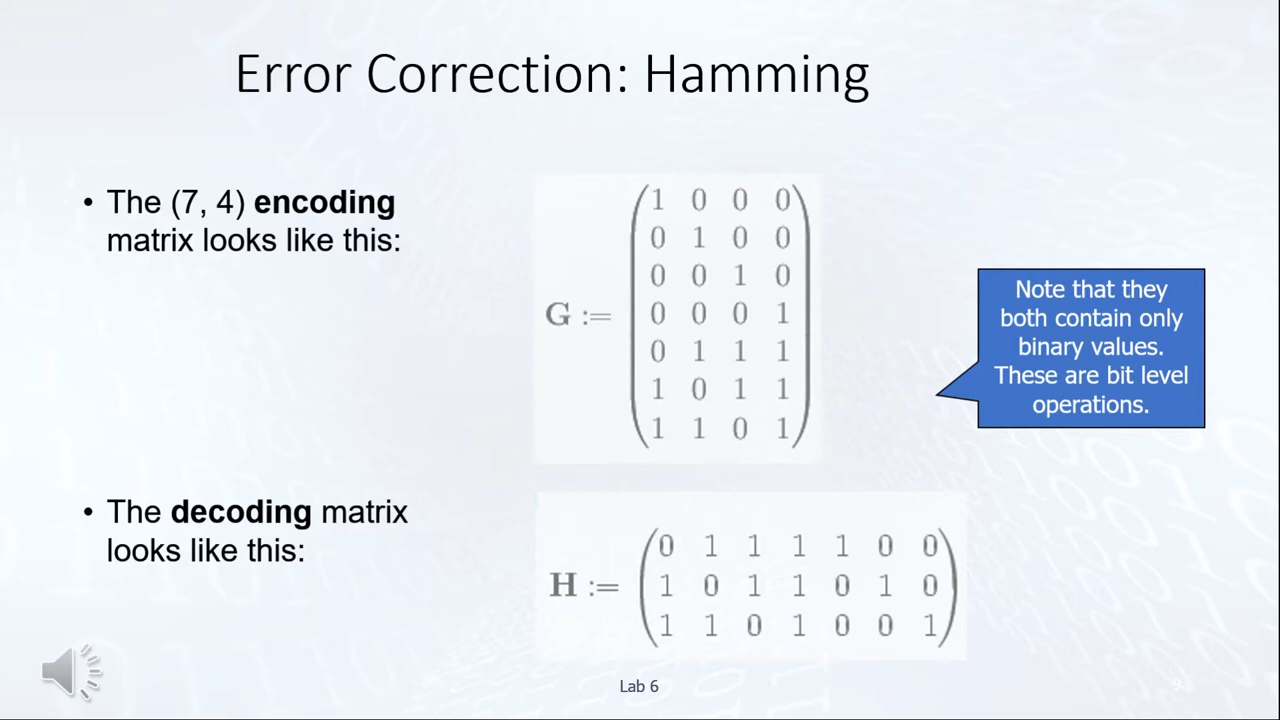 Error Correction: Hamming
• The (7, 4) encoding
matrix looks like this:
G := 
1 0 0 0
0 1 0 0
0 0 1 0
0 0 0 1
0 1 1 1
1 0 1 1
1 1 0 1
Note that they
both contain only
binary values.
These are bit level
operations.
• The decoding matrix
looks like this:
H :=
0 1 1 1 1 0 0
1 0 1 1 0 1 0
1 1 0 1 0 0 1
Lab 6
9